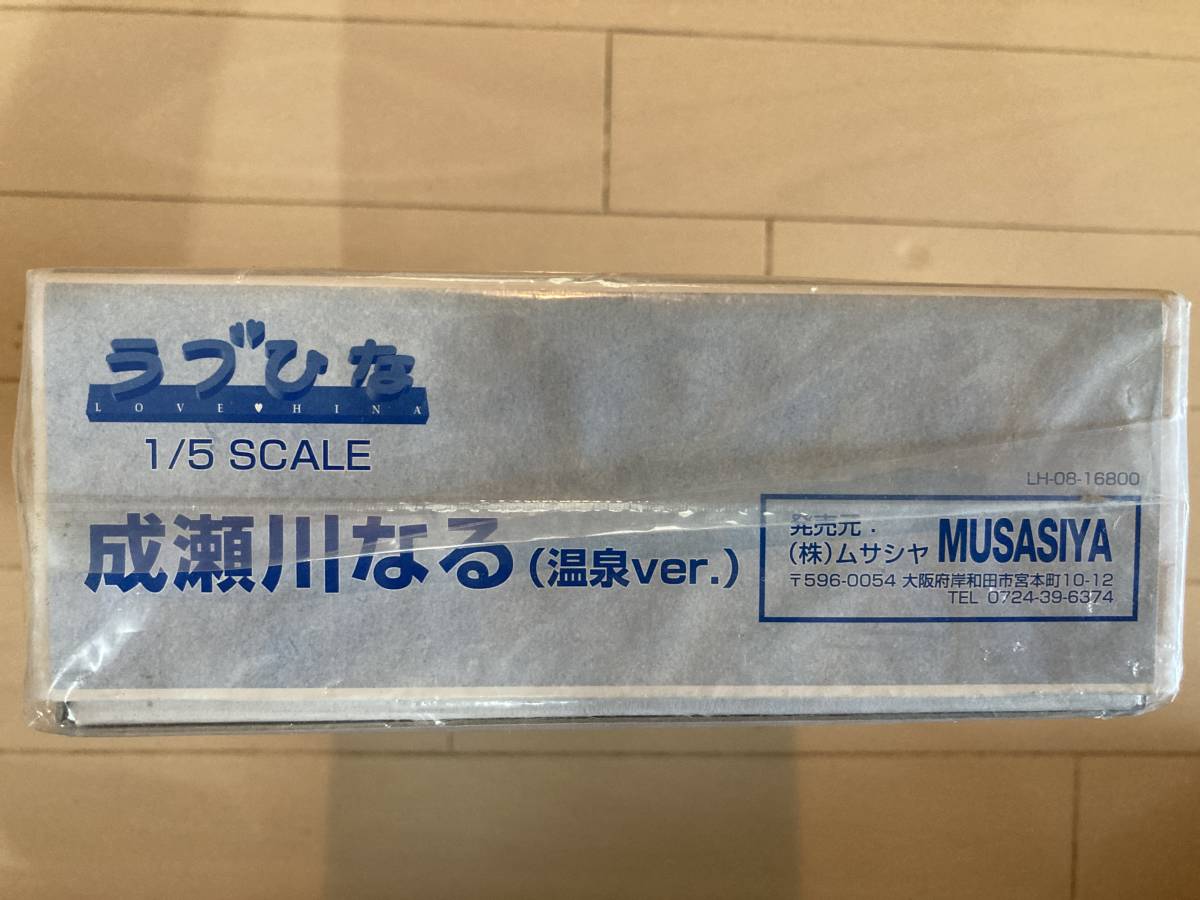 ラブひな
LOVE♥HINA
1/5 SCALE
成瀬川なる(温泉ver.)
LH-08-16800
発売元:
(株)ムサシヤ MUSASIYA
〒596-0054 大阪府岸和田市宮本町10-12
TEL 0724-39-6374